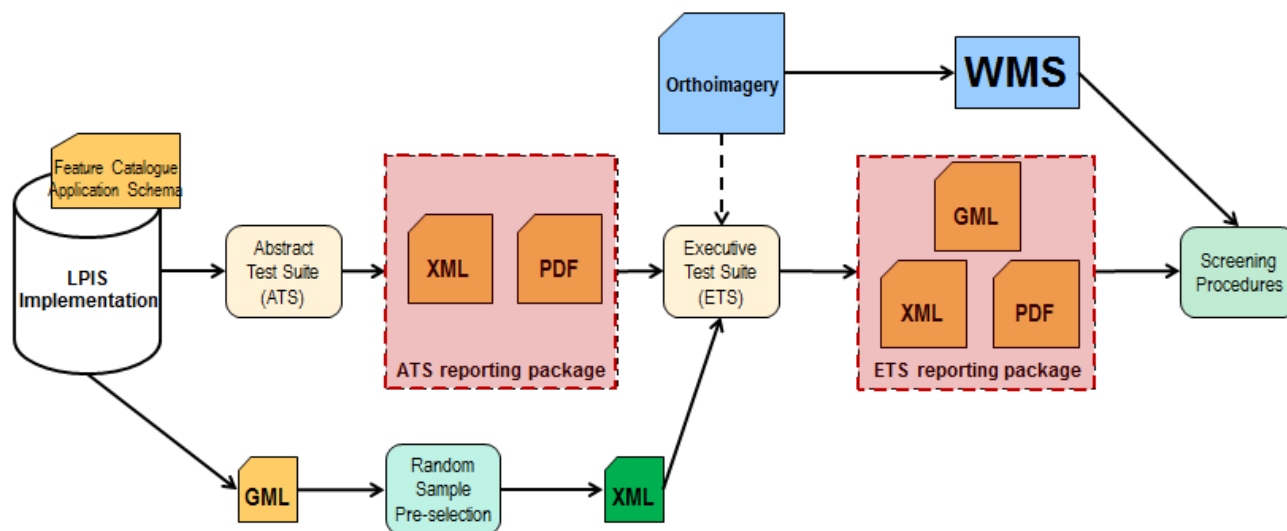 Orthoimagery
WMS
Feature Catalogue
Application Schema
LPIS
Implementation
Abstract
Test Suite
(ATS)
XML
PDF
ATS reporting package
Executive
Test Suite
(ETS)
GML
XML
PDF
ETS reporting package
Screening
Procedures
GML
Random
Sample
Pre-selection
XML